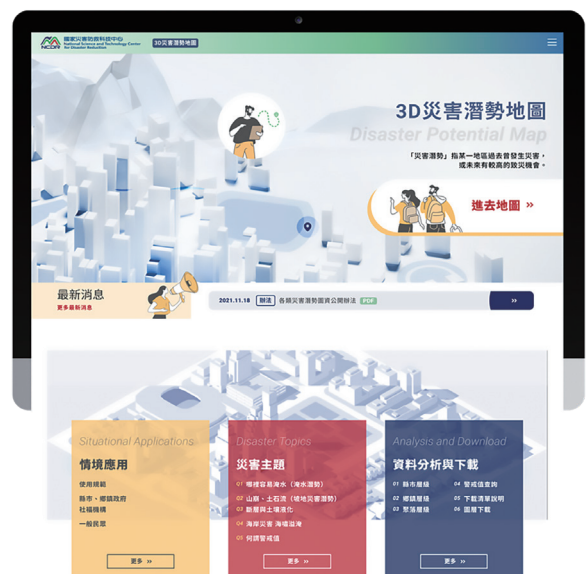 國家災害防救科技中心
National Science and Technology Center
for Disaster Reduction
NCDR
3D災害潛勢地圖
3D災害潛勢地圖
Disaster Potential Map
「災害潛勢」指某一地區過去曾發生災害，
或未來有較高的致災機會。
進去地圖 »
最新消息
更多最新消息
2021.11.18 辦法 各類災害潛勢圖資公開辦法 PDF
»
Situational Applications
情境應用
使用規範
縣市、鄉鎮政府
社福機構
一般民眾
更多 »
Disaster Topics
災害主題
01 哪裡容易淹水（淹水潛勢）
02 山崩、土石流（坡地災害潛勢）
03 斷層與土壤液化
04 海岸災害 海嘯溢淹
05 何謂警戒值
更多 »
Analysis and Download
資料分析與下載
01 縣市層級
02 鄉鎮層級
03 聚落層級
04 警戒值查詢
05 下載清單說明
06 圖層下載
更多 »